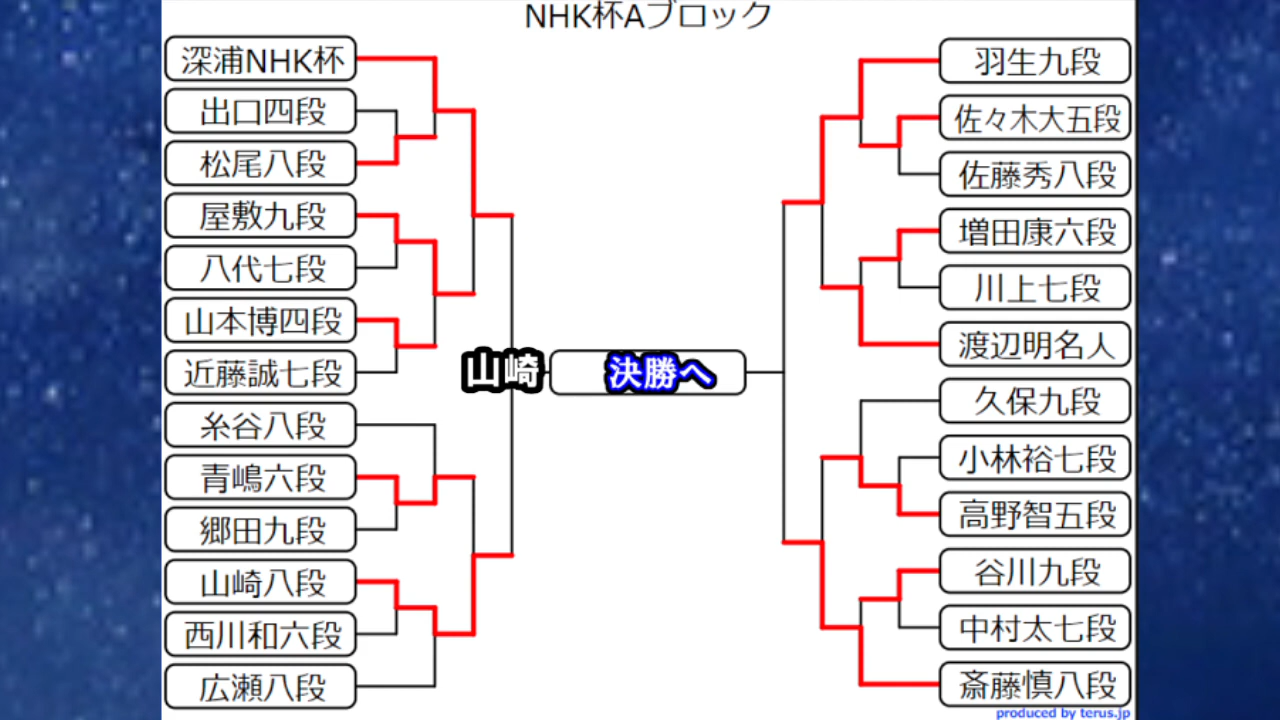 NHK杯Aブロック
深浦NHK杯
出口四段
松尾八段
屋敷九段
八代七段
山本博四段
近藤誠七段
糸谷八段
青嶋六段
郷田九段
山崎八段
西川和六段
広瀬八段
山崎
決勝へ
羽生九段
佐々木大五段
佐藤秀八段
増田康六段
川上七段
渡辺明名人
久保九段
小林裕七段
高野智五段
谷川九段
中村太七段
斎藤慎八段
produced by terus.jp